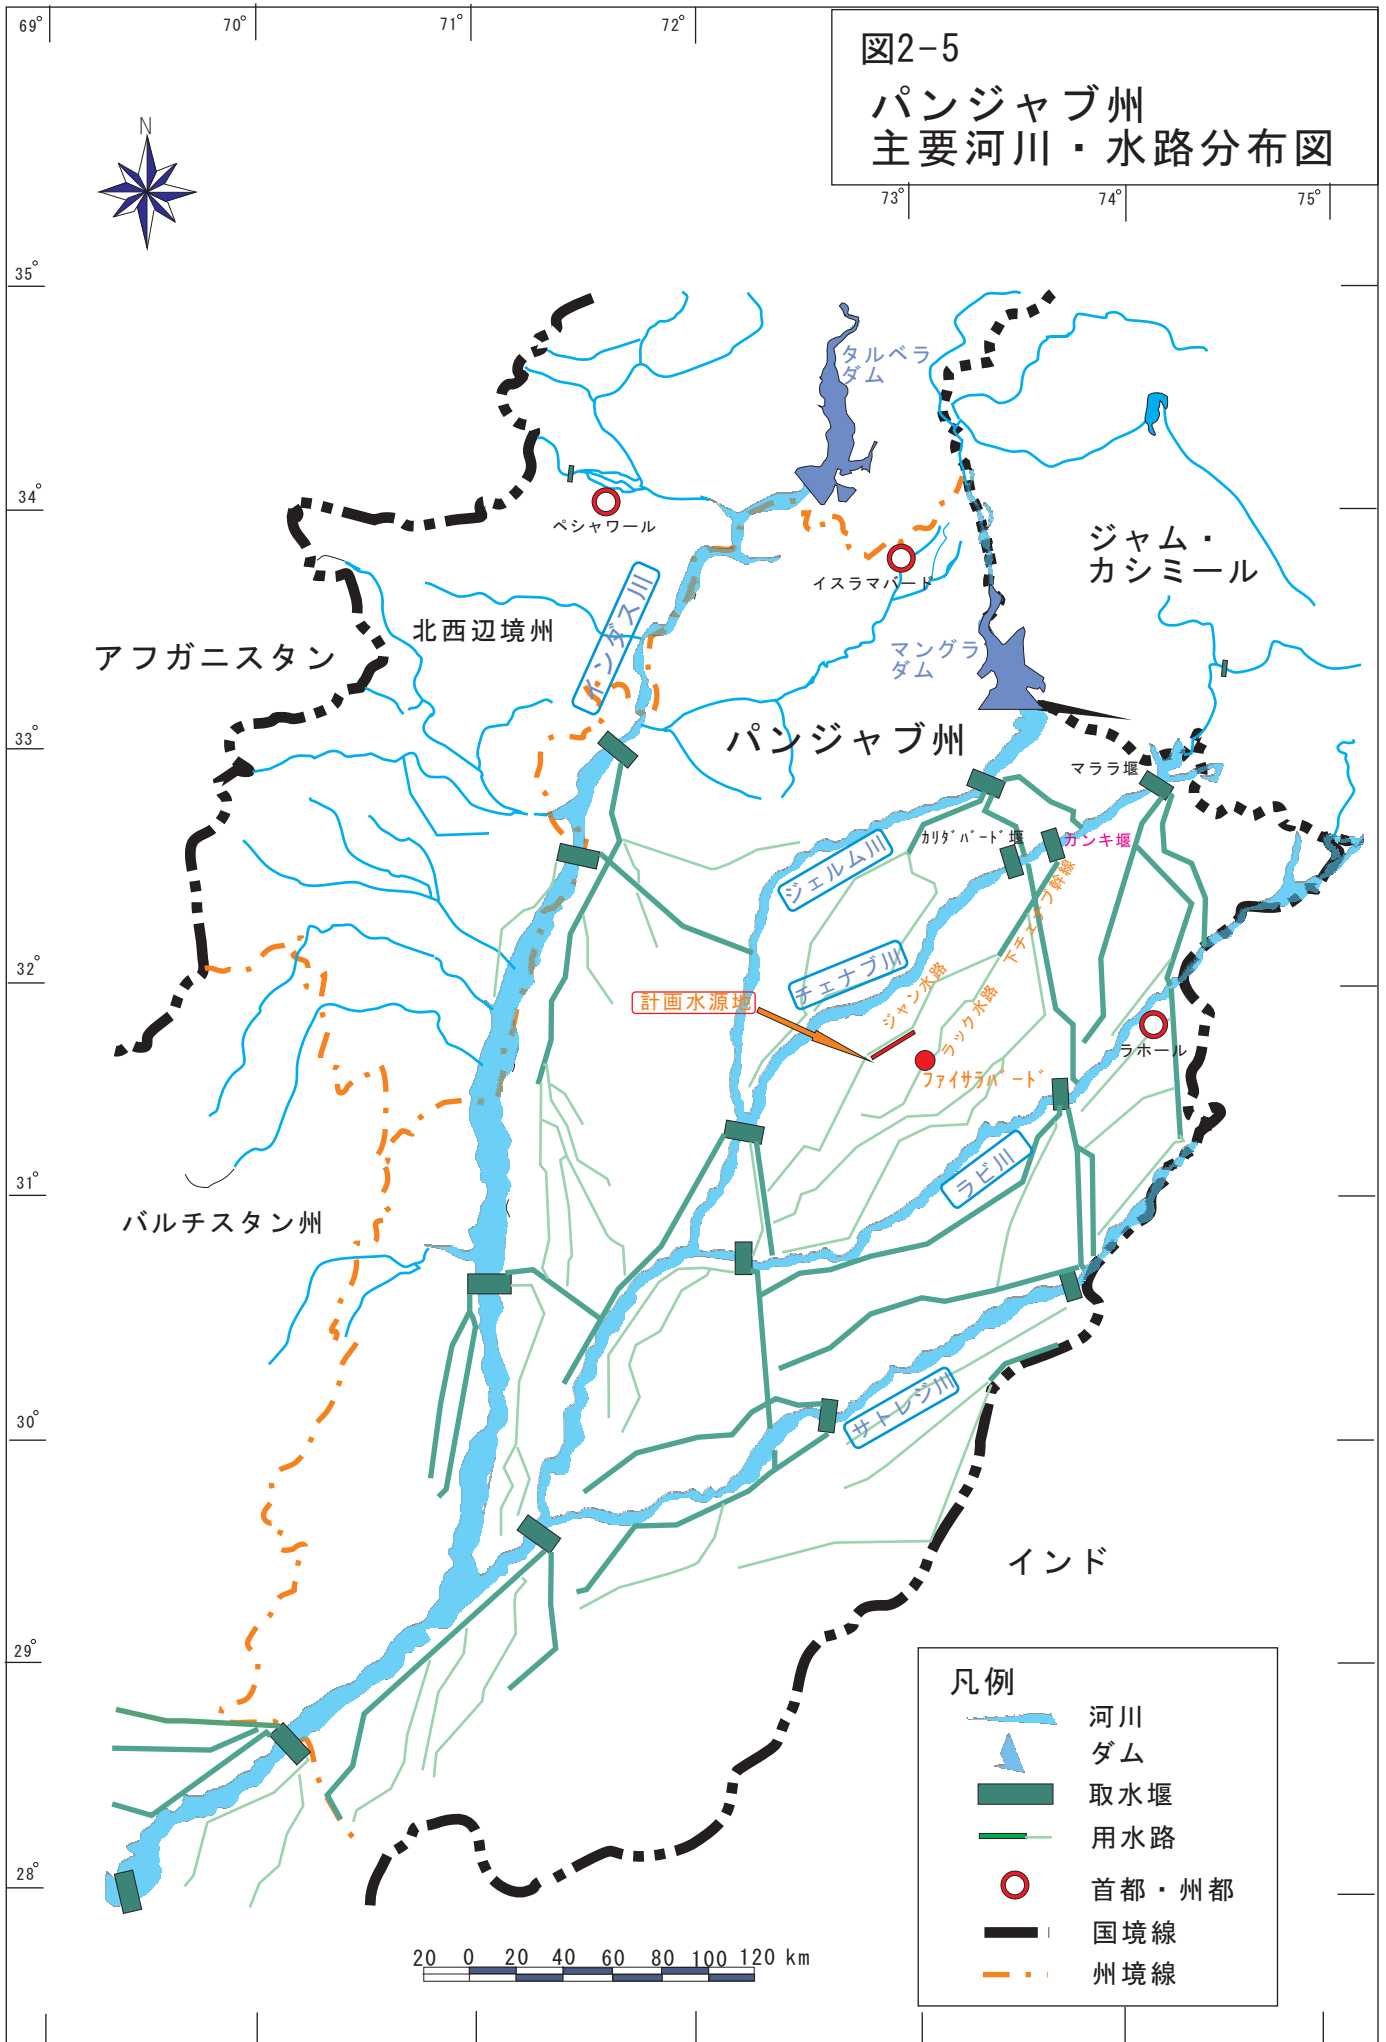 69°
70°
71°
72°
図2-5
パンジャブ州
主要河川・水路分布図
73°
74°
75°
N
35°
タルベラ
ダム
34°
ペシャワール
ジャム・
カシミール
イスラマバード
インダス川
北西辺境州
アフガニスタン
マングラ
ダム
33°
パンジャブ州
マララ堰
カリダバード堰
カンキ堰
ジェルム川
下チェナブ幹線
32°
チェナブ川
ジャン水路
計画水源地
ラック水路
ラホール
ファイサラバード
31°
ラビ川
バルチスタン州
30°
サトレジ川
インド
29°
凡例
河川
ダム
取水堰
用水路
28°
首都・州都
国境線
20 0 20 40 60 80 100 120 km
州境線